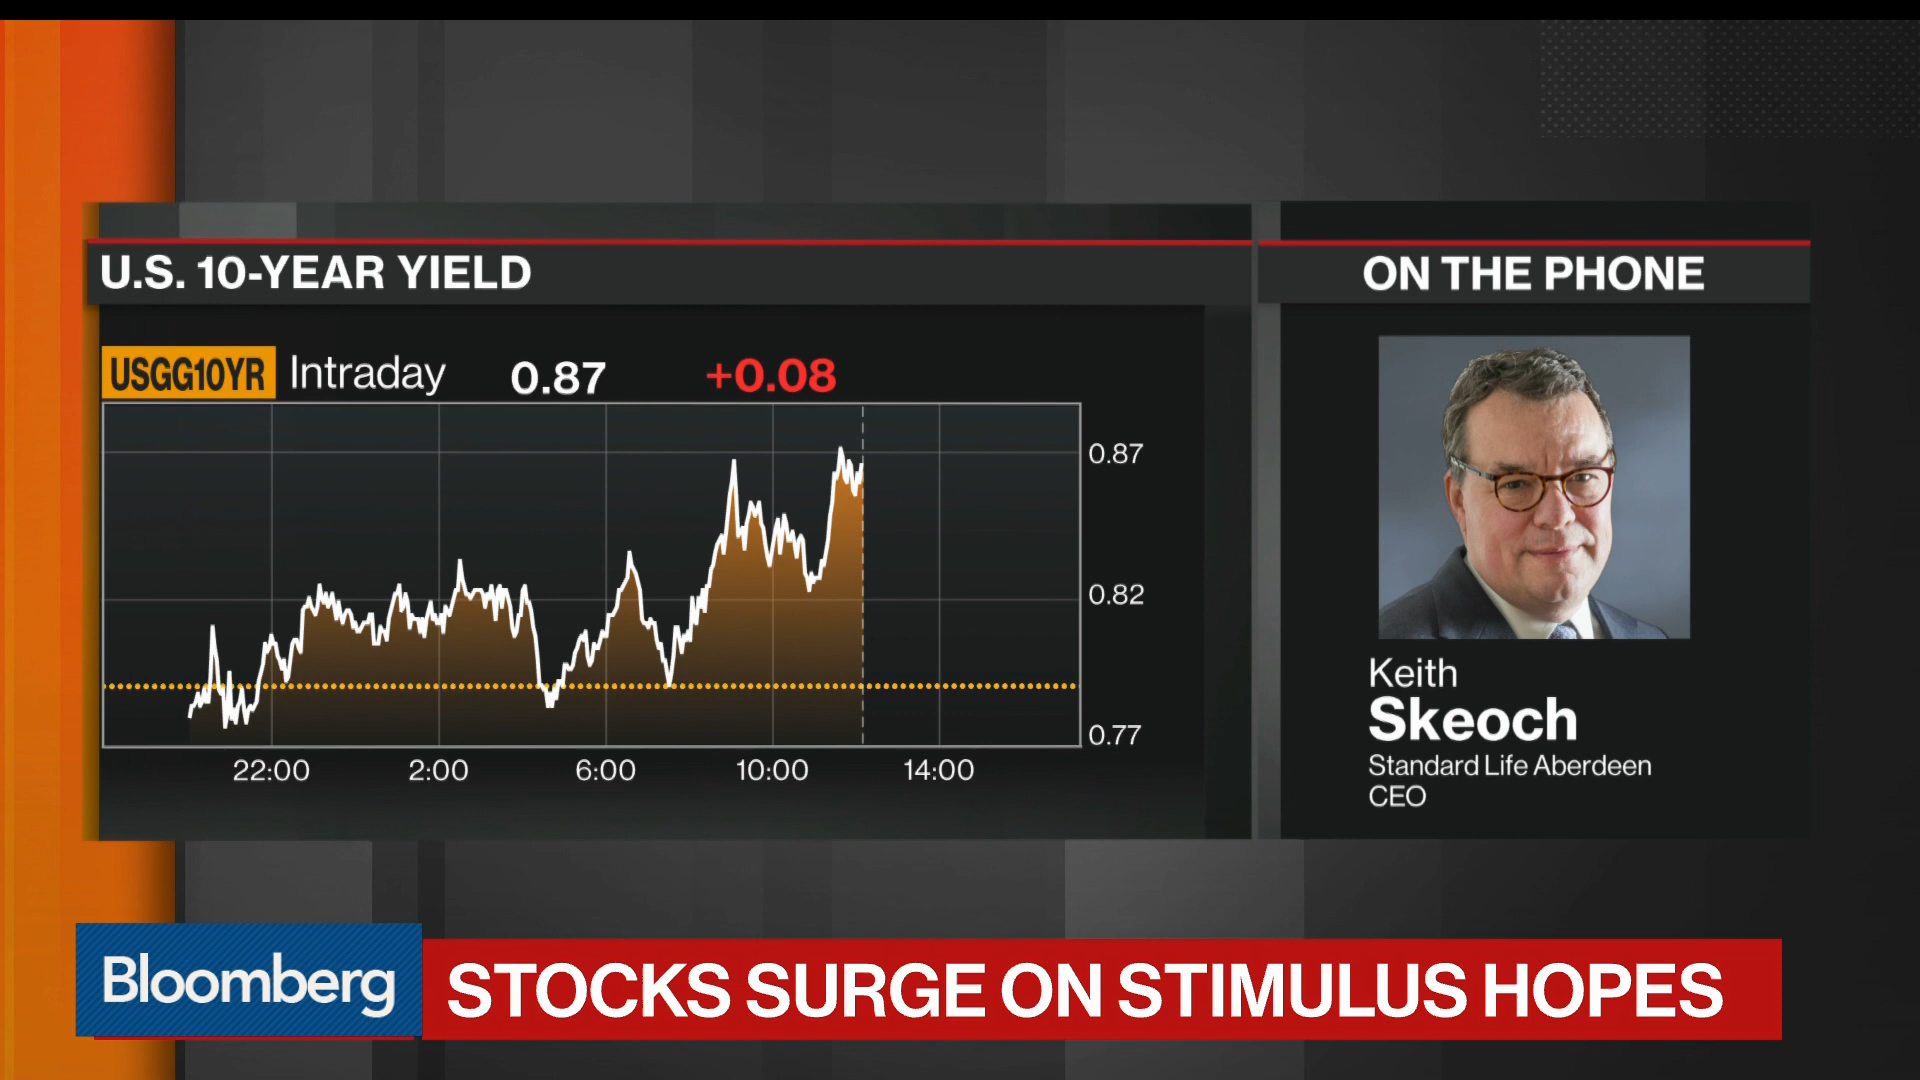 U.S. 10-YEAR YIELD
USGG10YR Intraday 0.87 +0.08
0.87
0.82
0.77
22:00 2:00 6:00 10:00 14:00
ON THE PHONE
Keith
Skeoch
Standard Life Aberdeen
CEO
Bloomberg
STOCKS SURGE ON STIMULUS HOPES